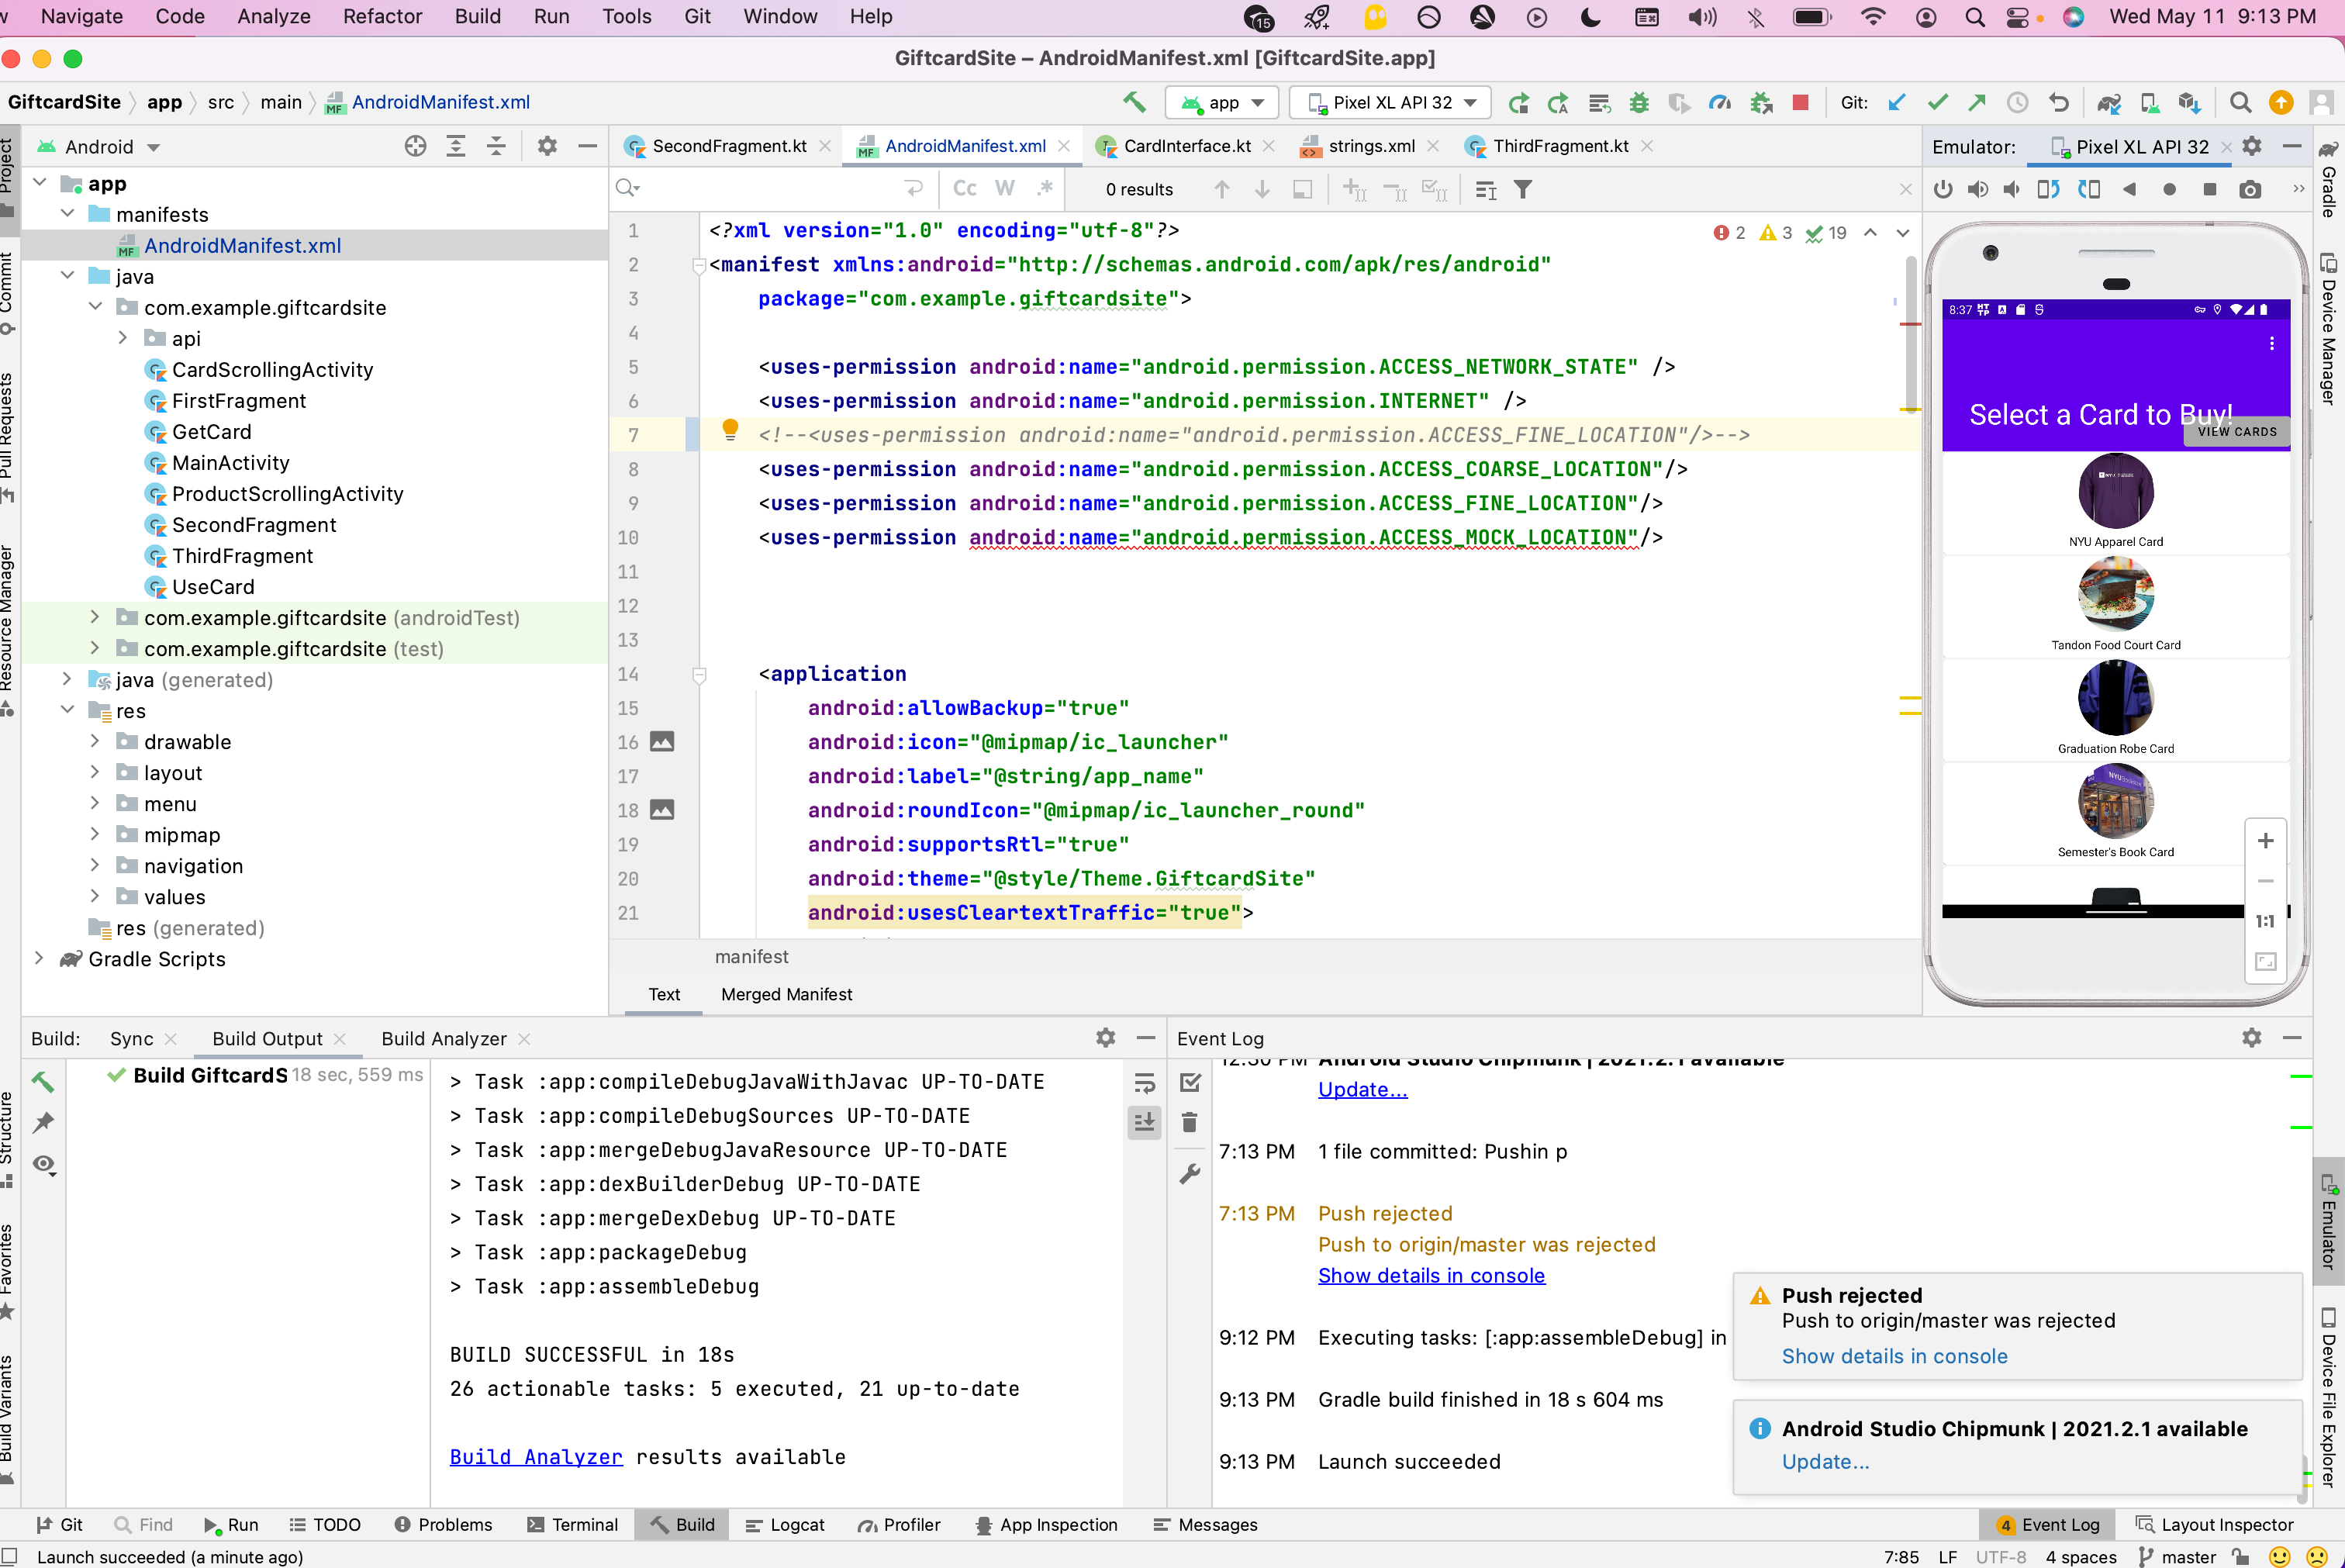 Navigate Code Analyze Refactor Build Run Tools Git Window Help 15 Wed May 11 9:13 PM
GiftcardSite – AndroidManifest.xml [GiftcardSite.app]
GiftcardSite app src main AndroidManifest.xml app Pixel XL API 32 Git:
Android
SecondFragment.kt AndroidManifest.xml CardInterface.kt strings.xml ThirdFragment.kt
Emulator: Pixel XL API 32
Cc W .* 0 results
Project
Commit
Pull Requests
Resource Manager
Structure
Favorites
Build Variants
app
manifests
AndroidManifest.xml
java
com.example.giftcardsite
api
CardScrollingActivity
FirstFragment
GetCard
MainActivity
ProductScrollingActivity
SecondFragment
ThirdFragment
UseCard
com.example.giftcardsite (androidTest)
com.example.giftcardsite (test)
java (generated)
res
drawable
layout
menu
mipmap
navigation
values
res (generated)
Gradle Scripts
2 3 19
1 <?xml version="1.0" encoding="utf-8"?>
2 <manifest xmlns:android="http://schemas.android.com/apk/res/android"
3 package="com.example.giftcardsite">
4
5 <uses-permission android:name="android.permission.ACCESS_NETWORK_STATE" />
6 <uses-permission android:name="android.permission.INTERNET" />
7 <!--<uses-permission android:name="android.permission.ACCESS_FINE_LOCATION"/>-->
8 <uses-permission android:name="android.permission.ACCESS_COARSE_LOCATION"/>
9 <uses-permission android:name="android.permission.ACCESS_FINE_LOCATION"/>
10 <uses-permission android:name="android.permission.ACCESS_MOCK_LOCATION"/>
11
12
13
14 <application
15 android:allowBackup="true"
16 android:icon="@mipmap/ic_launcher"
17 android:label="@string/app_name"
18 android:roundIcon="@mipmap/ic_launcher_round"
19 android:supportsRtl="true"
20 android:theme="@style/Theme.GiftcardSite"
21 android:usesCleartextTraffic="true">
manifest
Text Merged Manifest
8:37
Select a Card to Buy!
VIEW CARDS
NYU Apparel Card
Tandon Food Court Card
Graduation Robe Card
Semester's Book Card
1:1
Gradle
Device Manager
Emulator
Device File Explorer
Build: Sync Build Output Build Analyzer
Build GiftcardS 18 sec, 559 ms
> Task :app:compileDebugJavaWithJavac UP-TO-DATE
> Task :app:compileDebugSources UP-TO-DATE
> Task :app:mergeDebugJavaResource UP-TO-DATE
> Task :app:dexBuilderDebug UP-TO-DATE
> Task :app:mergeDexDebug UP-TO-DATE
> Task :app:packageDebug
> Task :app:assembleDebug
BUILD SUCCESSFUL in 18s
26 actionable tasks: 5 executed, 21 up-to-date
Build Analyzer results available
Event Log
12:30 PM Android Studio Chipmunk | 2021.2.1 available
Update...
7:13 PM 1 file committed: Pushin p
7:13 PM Push rejected
Push to origin/master was rejected
Show details in console
9:12 PM Executing tasks: [:app:assembleDebug] in
9:13 PM Gradle build finished in 18 s 604 ms
9:13 PM Launch succeeded
Push rejected
Push to origin/master was rejected
Show details in console
Android Studio Chipmunk | 2021.2.1 available
Update...
Git Find Run TODO Problems Terminal Build Logcat Profiler App Inspection Messages 4 Event Log Layout Inspector
Launch succeeded (a minute ago) 7:85 LF UTF-8 4 spaces master